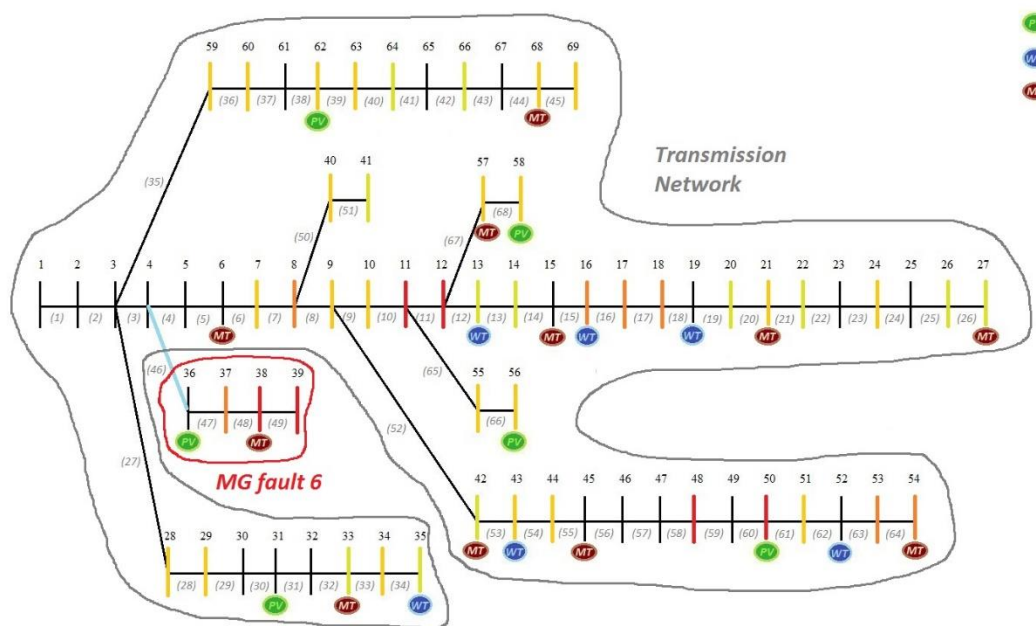 59 60 61 62 63 64 65 66 67 68 69
(36) (37) (38) (39) (40) (41) (42) (43) (44) (45)
PV MT
PV
WT
MT
Transmission
Network
(35)
40 41
(51)
(50)
57 58
(68)
MT PV
(67)
1 2 3 4 5 6 7 8 9 10 11 12 13 14 15 16 17 18 19 20 21 22 23 24 25 26 27
(1) (2) (3) (4) (5) (6) (7) (8) (9) (10) (11) (12) (13) (14) (15) (16) (17) (18) (19) (20) (21) (22) (23) (24) (25) (26)
MT WT MT WT WT MT MT
(46)
36 37 38 39
(47) (48) (49)
PV MT
MG fault 6
(65)
55 56
(66)
PV
(52)
(27)
42 43 44 45 46 47 48 49 50 51 52 53 54
(53) (54) (55) (56) (57) (58) (59) (60) (61) (62) (63) (64)
MT WT MT PV WT MT
28 29 30 31 32 33 34 35
(28) (29) (30) (31) (32) (33) (34)
PV MT WT